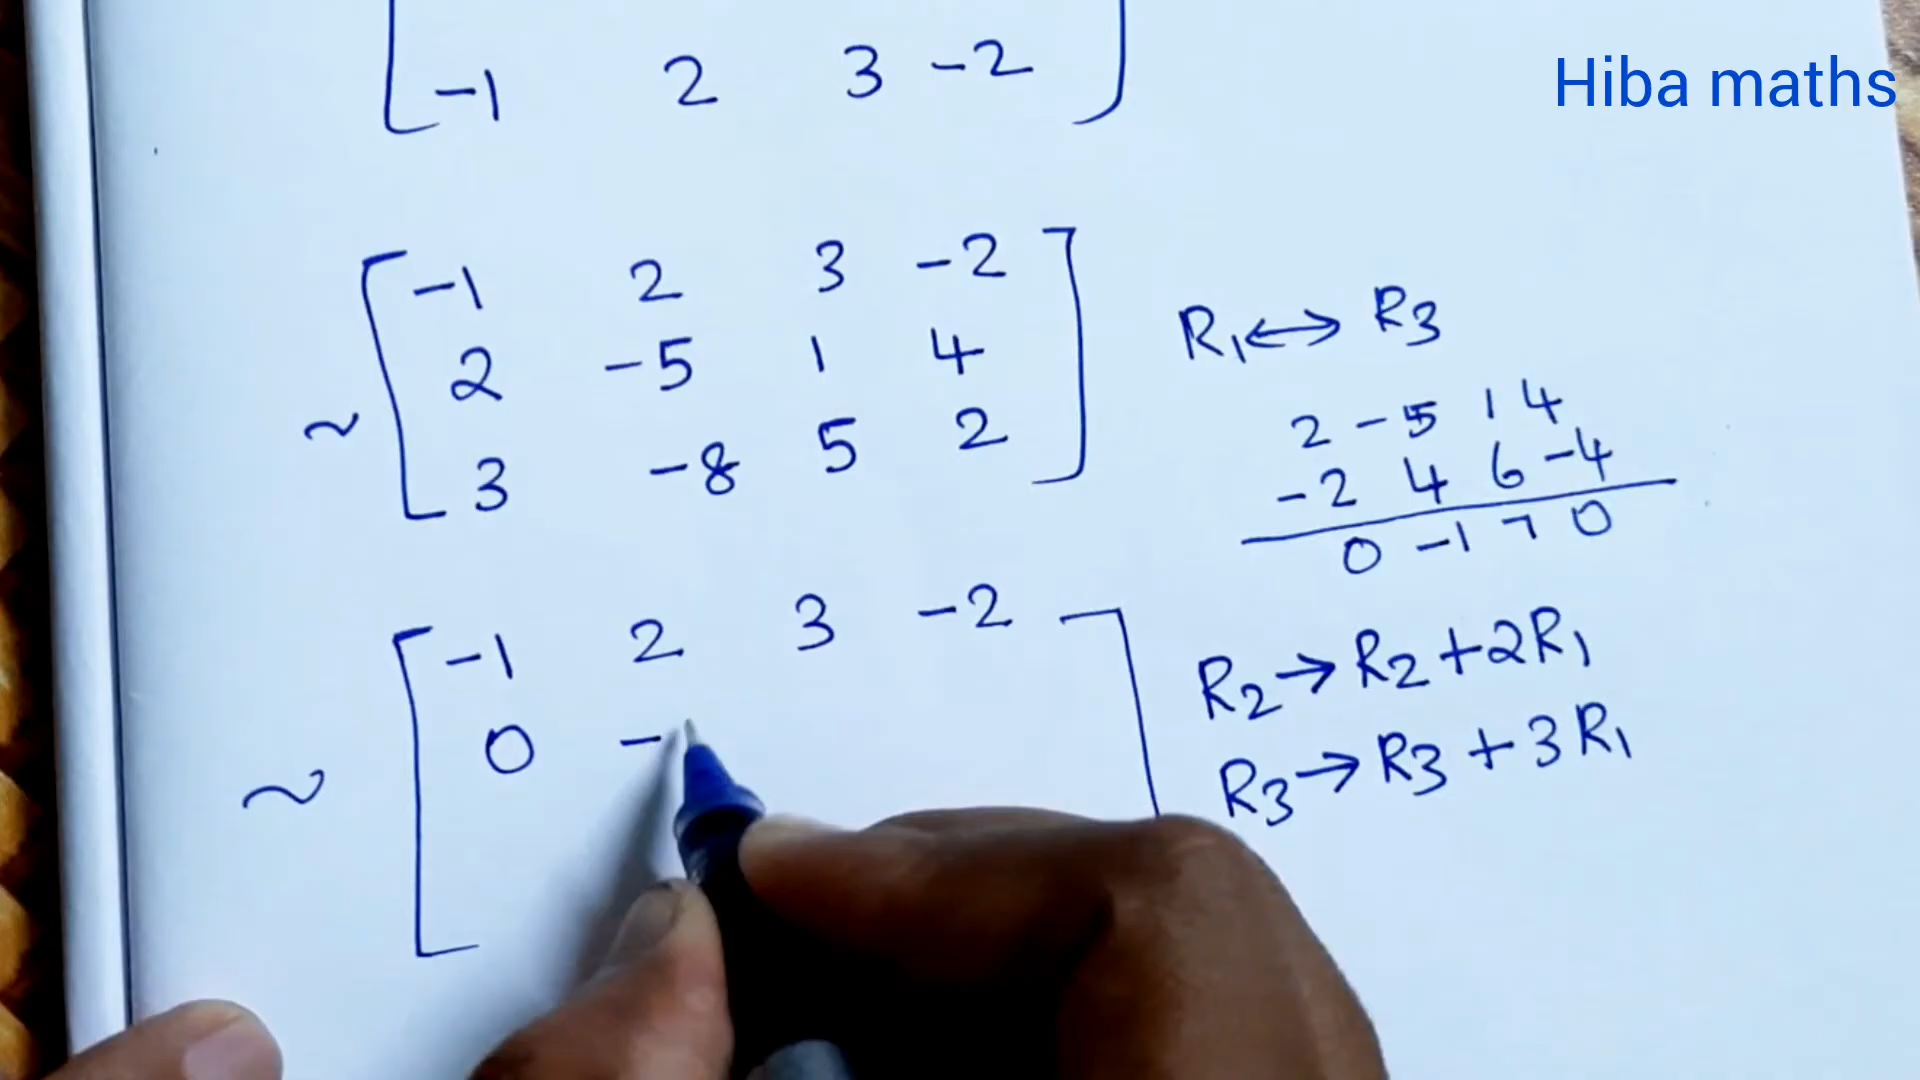 Hiba maths
-1 2 3 -2
-1 2 3 -2
2 -5 1 4
3 -8 5 2
~
R1 ↔ R3
2 -5 1 4
-2 4 6 -4
0 -1 7 0
-1 2 3 -2
0 -
~
R2 → R2 + 2R1
R3 → R3 + 3R1